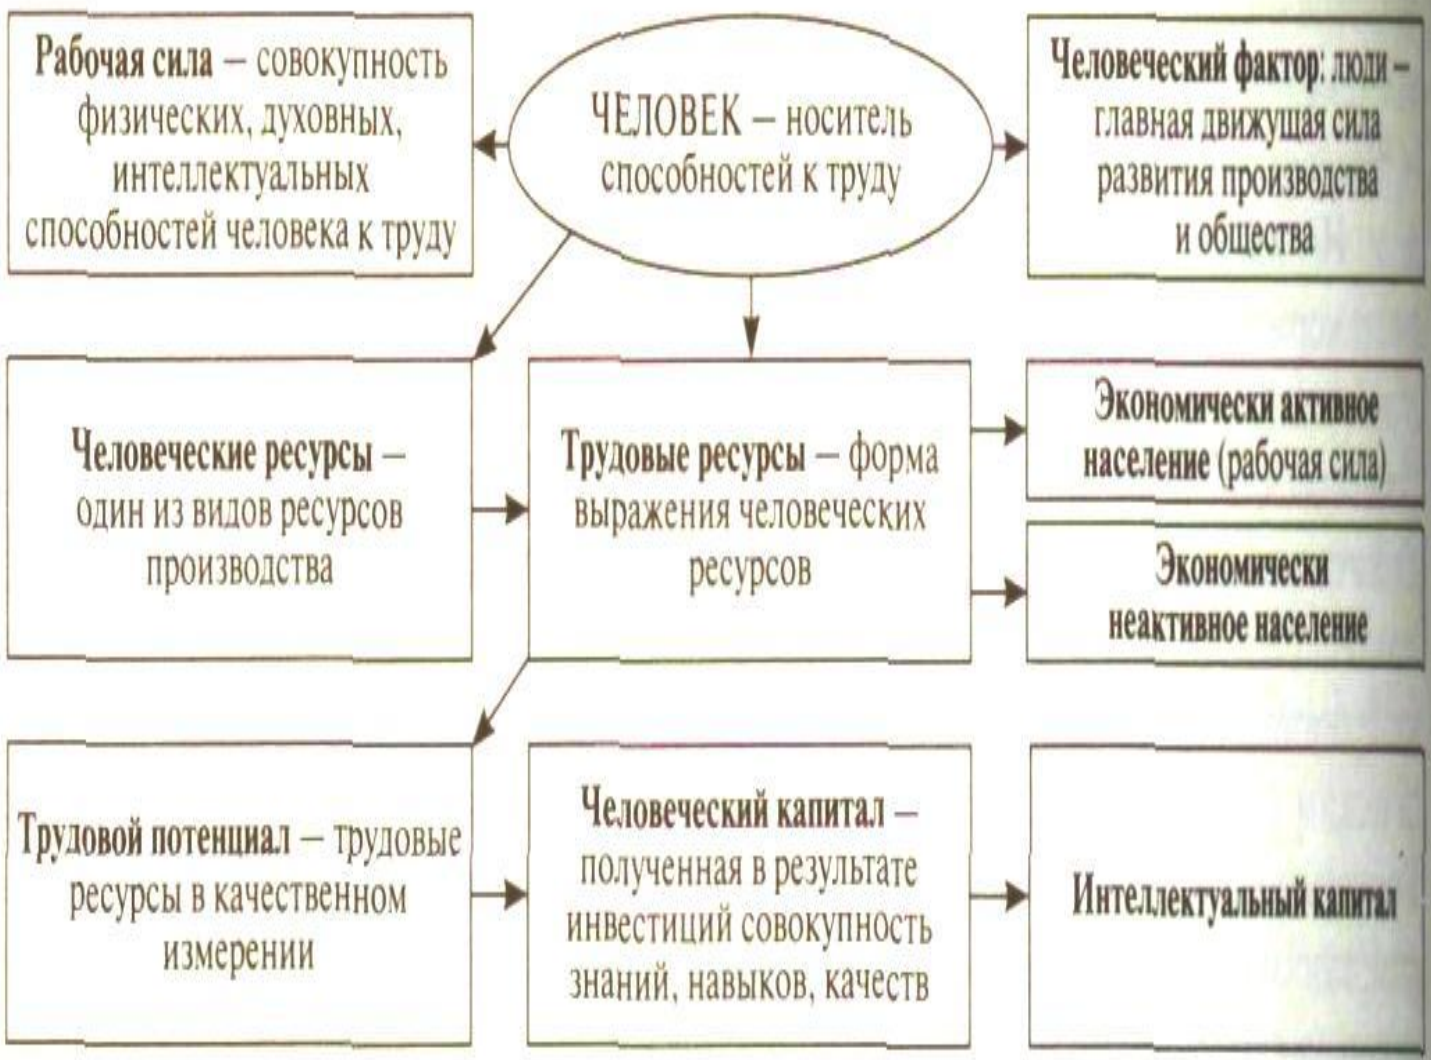 Рабочая сила — совокупность
физических, духовных,
интеллектуальных
способностей человека к труду
ЧЕЛОВЕК — носитель
способностей к труду
Человеческий фактор: люди —
главная движущая сила
развития производства
и общества
Человеческие ресурсы —
один из видов ресурсов
производства
Трудовые ресурсы — форма
выражения человеческих
ресурсов
Экономически активное
население (рабочая сила)
Экономически
неактивное население
Трудовой потенциал — трудовые
ресурсы в качественном
измерении
Человеческий капитал —
полученная в результате
инвестиций совокупность
знаний, навыков, качеств
Интеллектуальный капитал